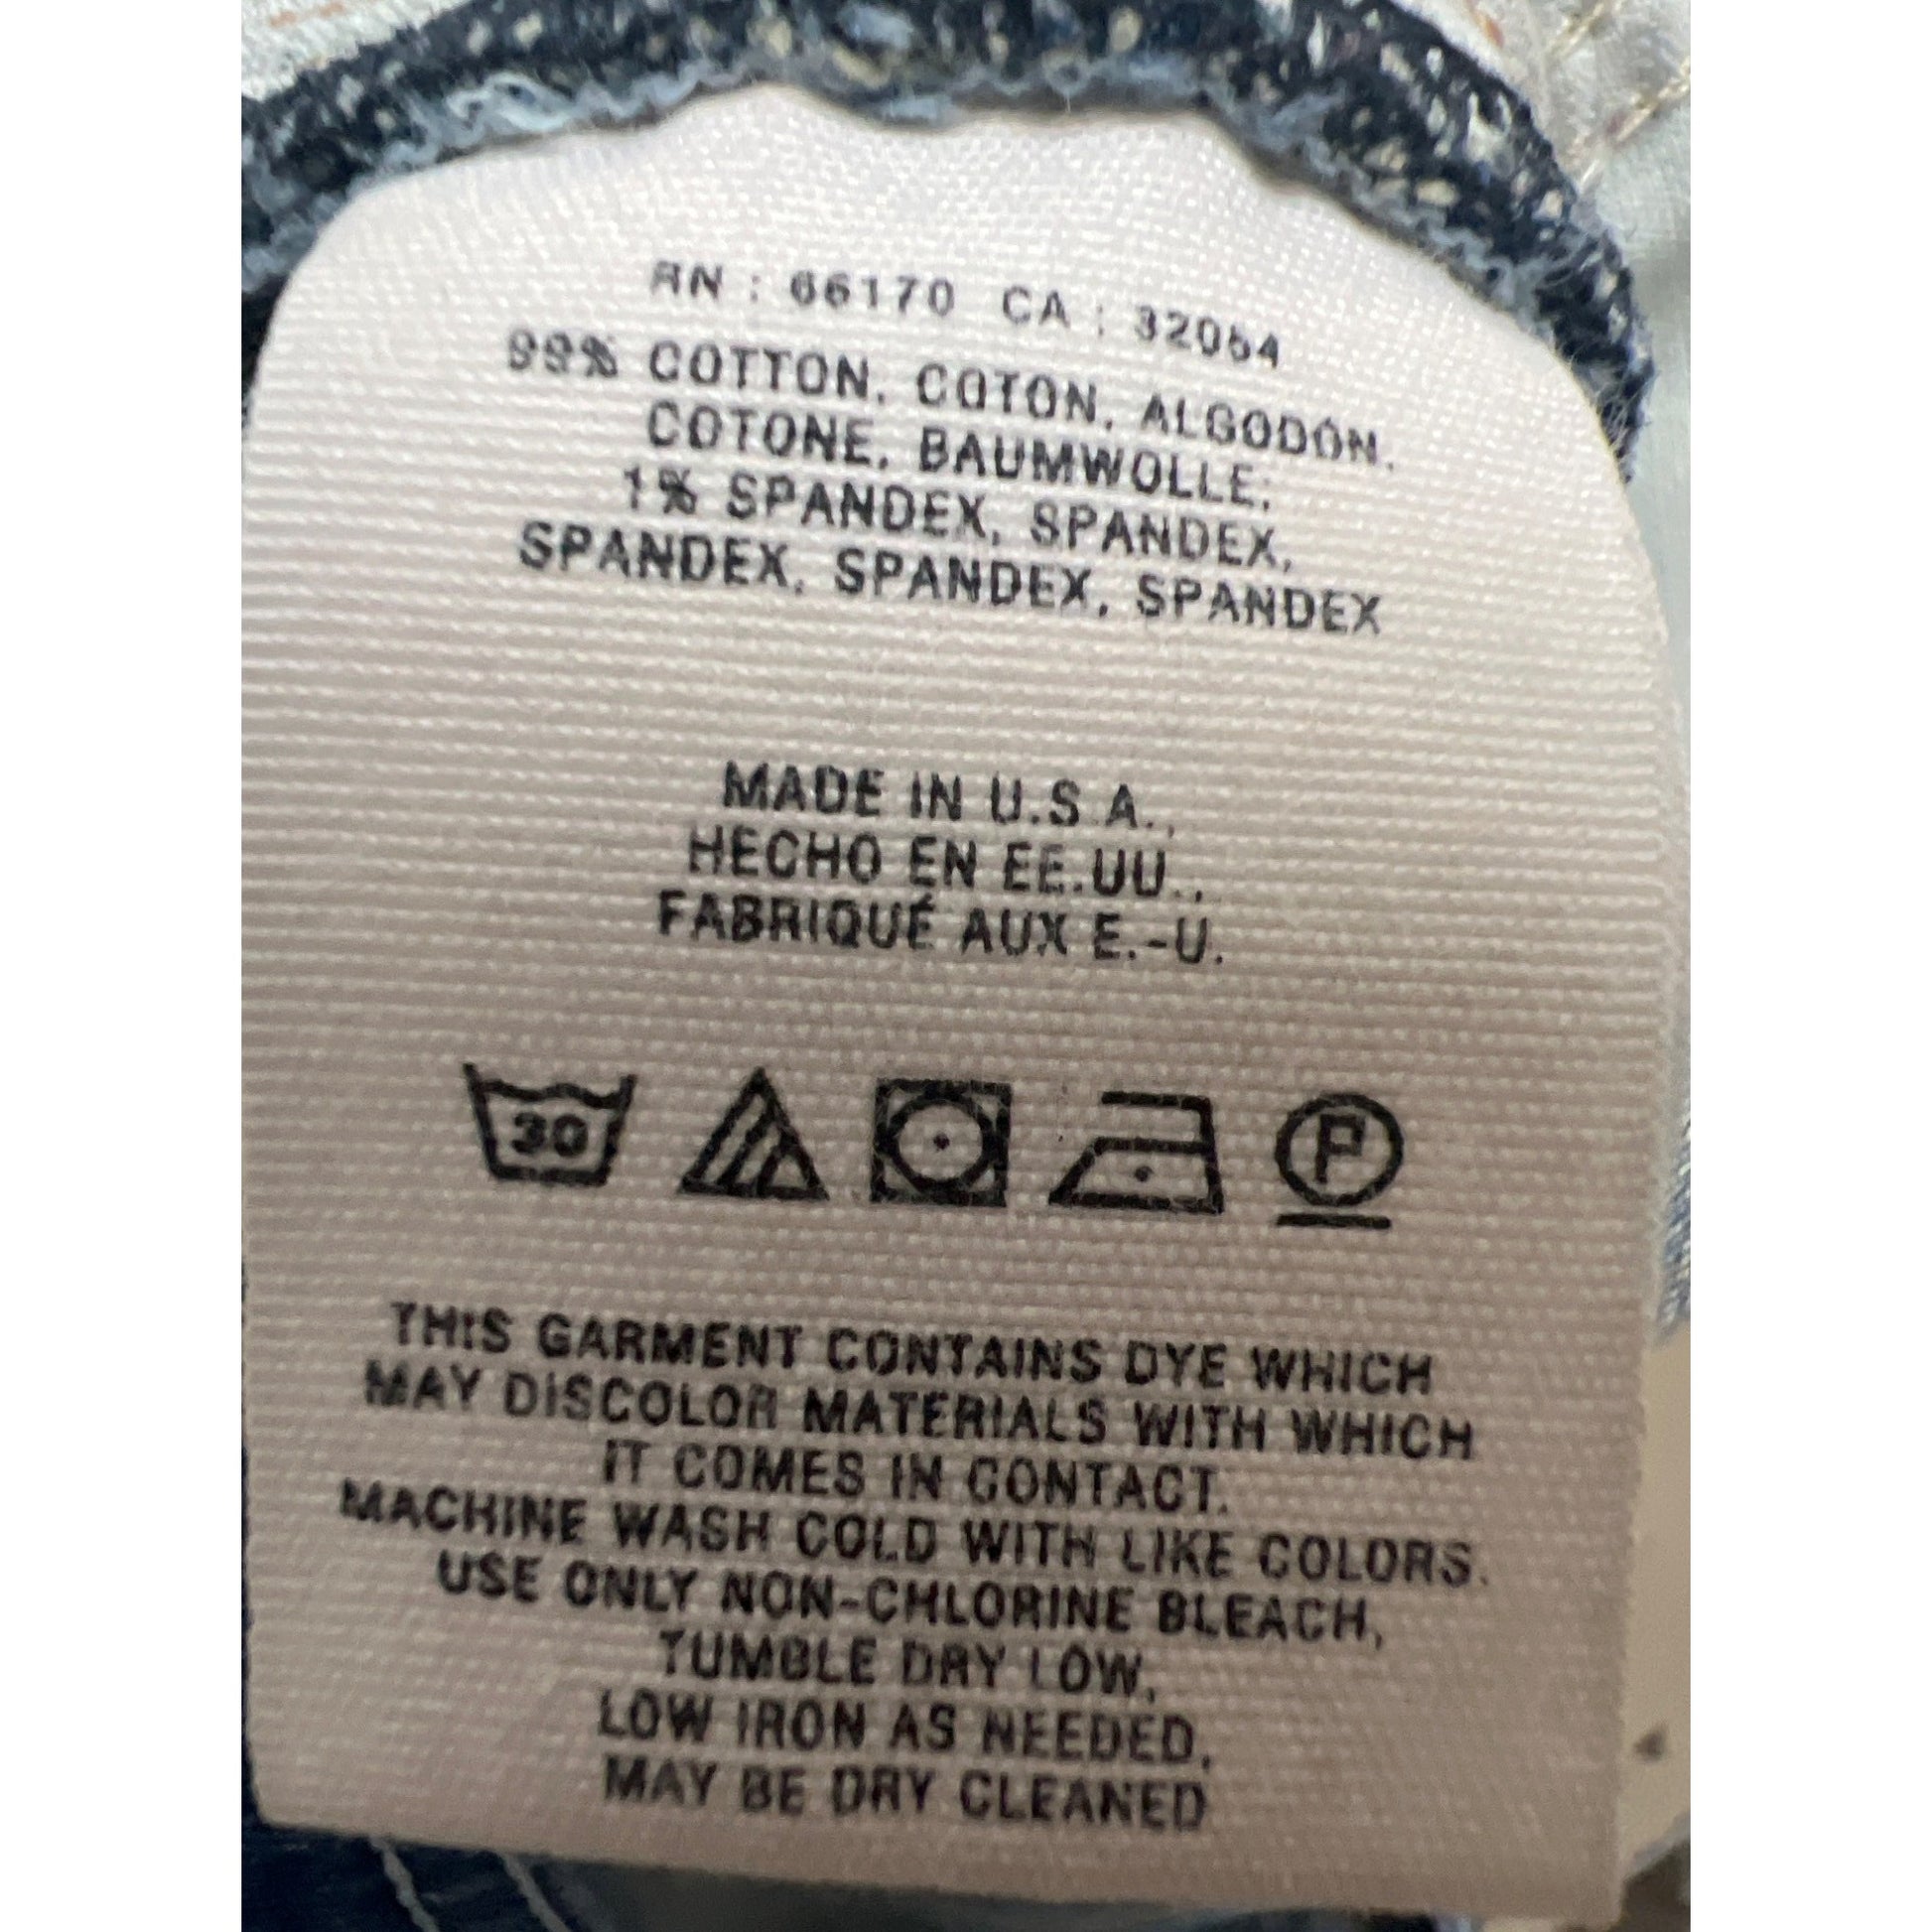 RN : 66170 CA : 32054
99% COTTON, COTON, ALGODÓN,
COTONE, BAUMWOLLE;
1% SPANDEX, SPANDEX,
SPANDEX, SPANDEX, SPANDEX
MADE IN U.S.A.,
HECHO EN EE.UU.,
FABRIQUÉ AUX E.-U.
30 P
THIS GARMENT CONTAINS DYE WHICH
MAY DISCOLOR MATERIALS WITH WHICH
IT COMES IN CONTACT.
MACHINE WASH COLD WITH LIKE COLORS.
USE ONLY NON-CHLORINE BLEACH,
TUMBLE DRY LOW,
LOW IRON AS NEEDED,
MAY BE DRY CLEANED